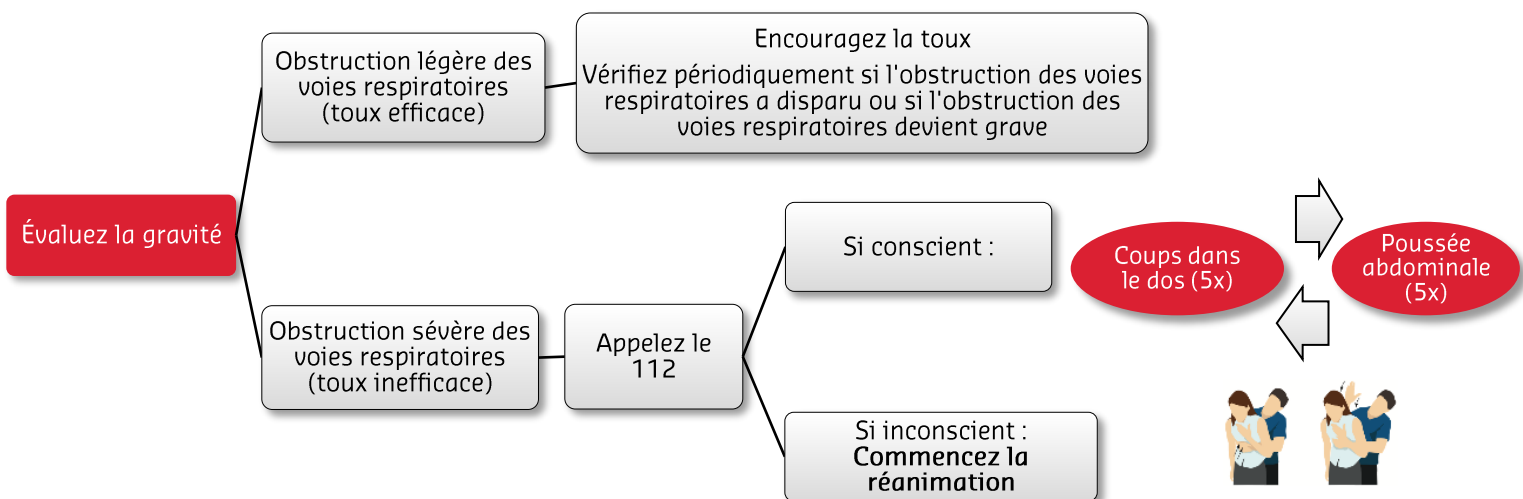 Évaluez la gravité
Obstruction légère des
voies respiratoires
(toux efficace)
Encouragez la toux
Vérifiez périodiquement si l'obstruction des voies
respiratoires a disparu ou si l'obstruction des
voies respiratoires devient grave
Obstruction sévère des
voies respiratoires
(toux inefficace)
Appelez le
112
Si conscient :
Coups dans
le dos (5x)
Poussée
abdominale
(5x)
Si inconscient :
Commencez la
réanimation